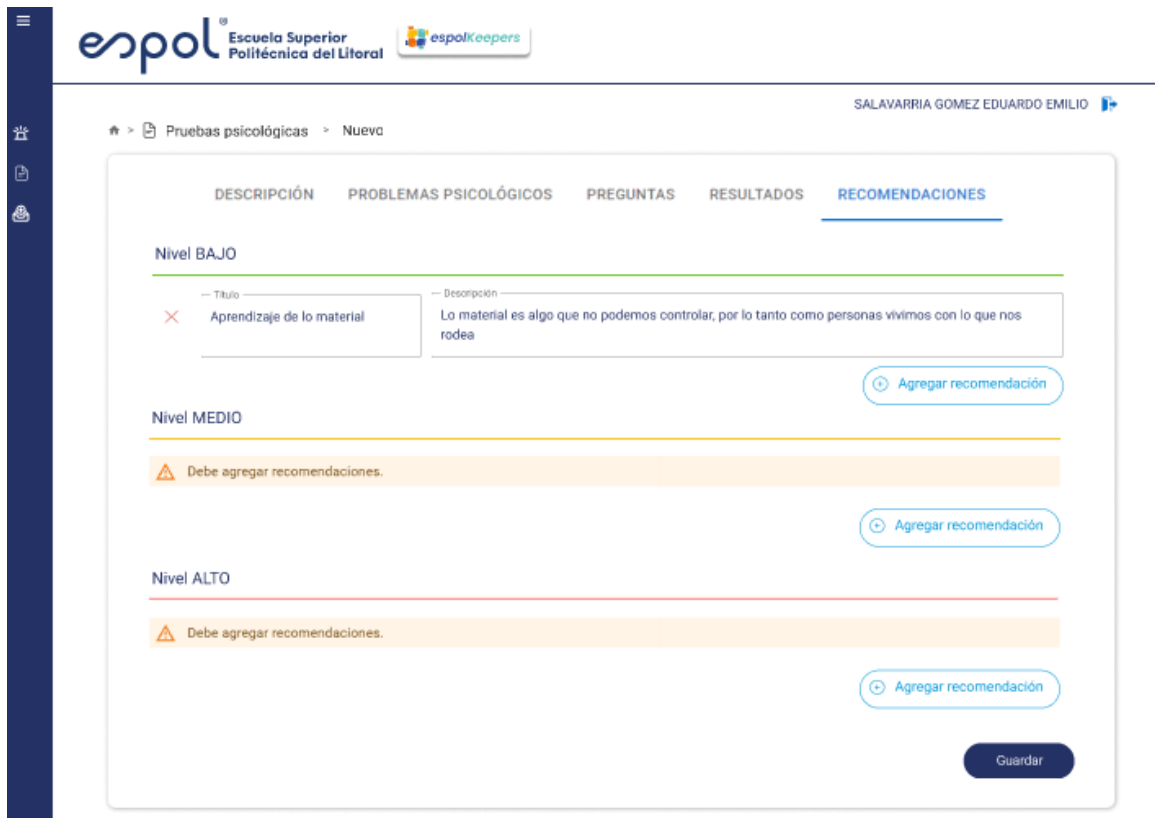 espol®
Escuela Superior
Politécnica del Litoral
espolKeepers
SALAVARRIA GOMEZ EDUARDO EMILIO
> Pruebas psicológicas > Nuevo
DESCRIPCIÓN PROBLEMAS PSICOLÓGICOS PREGUNTAS RESULTADOS RECOMENDACIONES
Nivel BAJO
Título
Aprendizaje de lo material
Descripción
Lo material es algo que no podemos controlar, por lo tanto como personas vivimos con lo que nos
rodea
Agregar recomendación
Nivel MEDIO
Debe agregar recomendaciones.
Agregar recomendación
Nivel ALTO
Debe agregar recomendaciones.
Agregar recomendación
Guardar